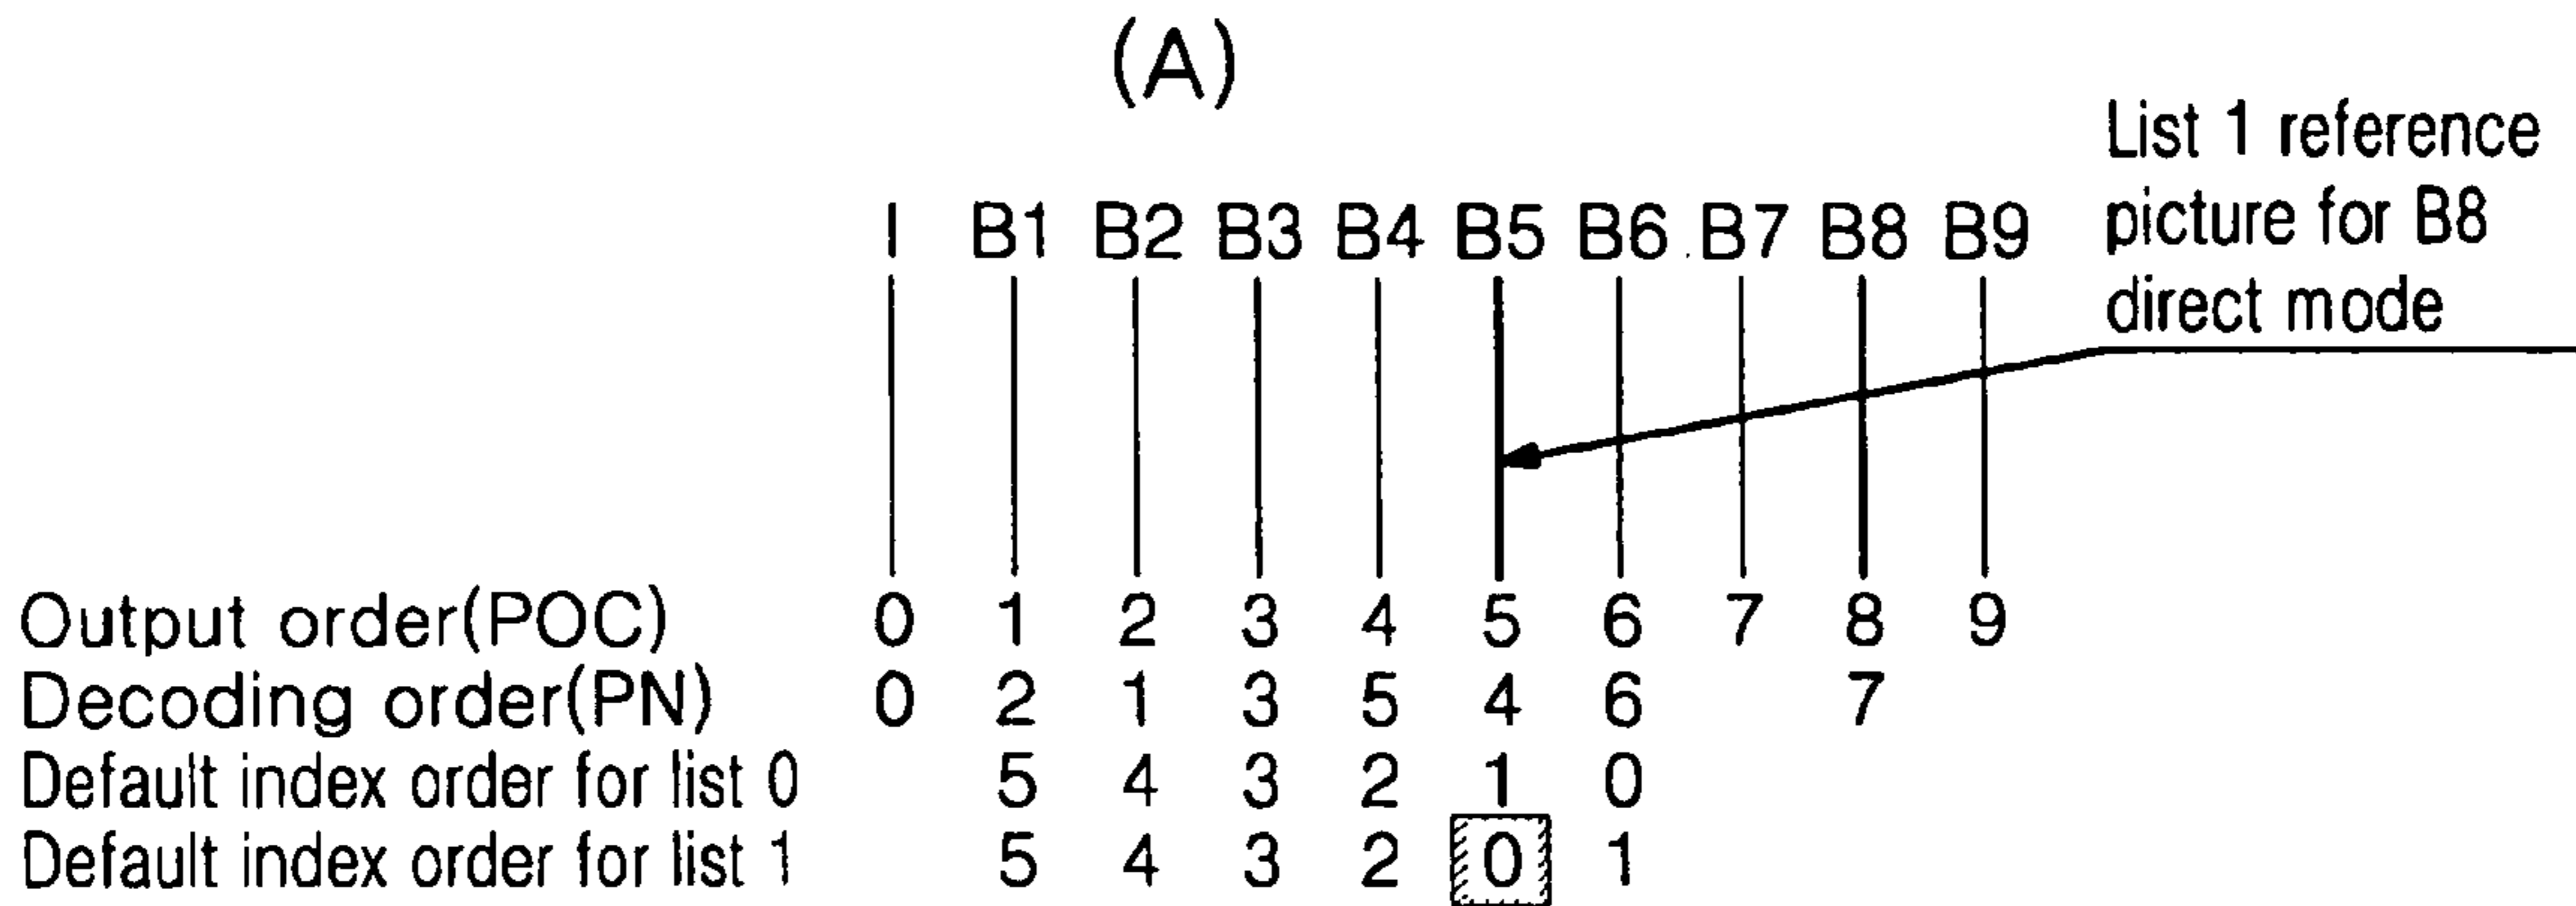 (A)
List 1 reference
picture for B8
direct mode
I B1 B2 B3 B4 B5 B6 B7 B8 B9
Output order(POC) 0 1 2 3 4 5 6 7 8 9
Decoding order(PN) 0 2 1 3 5 4 6 7
Default index order for list 0 5 4 3 2 1 0
Default index order for list 1 5 4 3 2 0 1